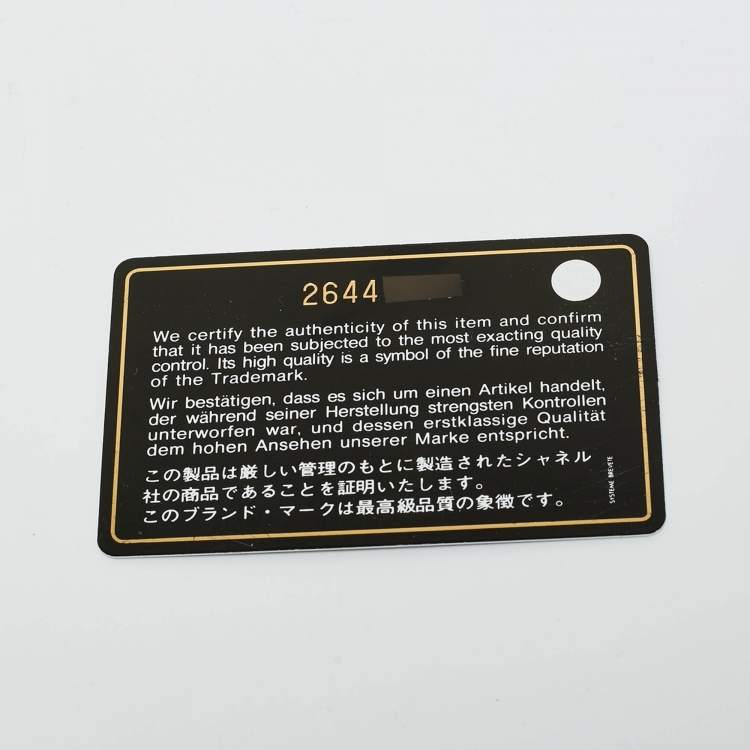 2644
We certify the authenticity of this item and confirm
that it has been subjected to the most exacting quality
control. Its high quality is a symbol of the fine reputation
of the Trademark.
Wir bestätigen, dass es sich um einen Artikel handelt,
der während seiner Herstellung strengsten Kontrollen
unterworfen war, und dessen erstklassige Qualität
dem hohen Ansehen unserer Marke entspricht.
この製品は厳しい管理のもとに製造されたシャネル
社の商品であることを証明いたします。
このブランド・マークは最高級品質の象徴です。
SYSTEME BREVETE